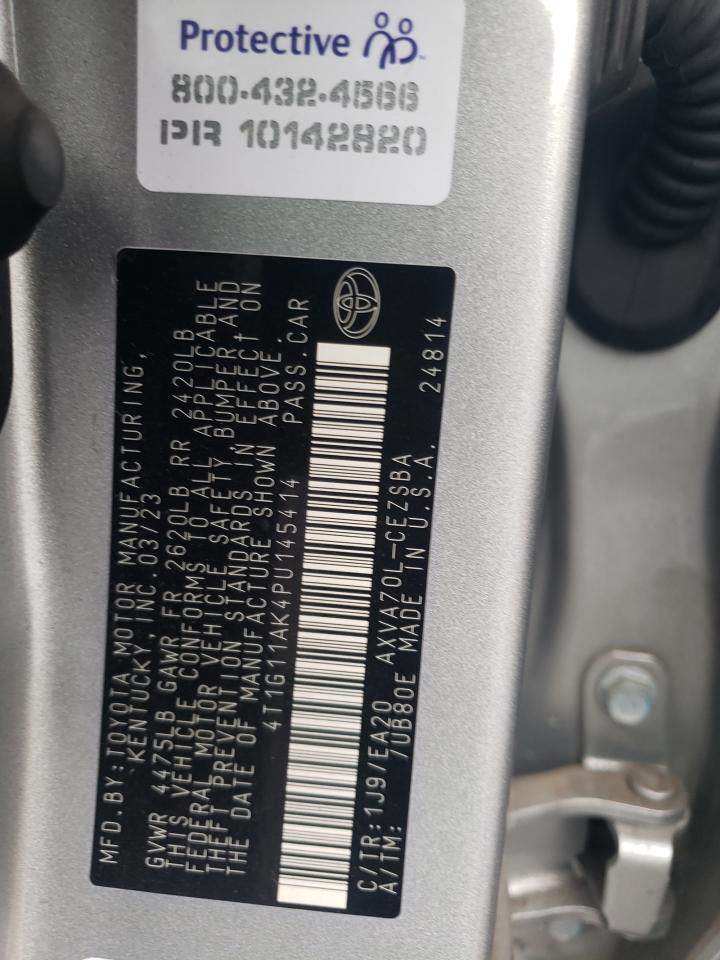 Protective
800.432.4566
PR 10142820
MFD. BY: TOYOTA MOTOR MANUFACTURING,
KENTUCKY, INC. 03/23
GVWR 4475LB GAWR FR 2620LB RR 2420LB
THIS VEHICLE CONFORMS TO ALL APPLICABLE
FEDERAL MOTOR VEHICLE SAFETY, BUMPER, AND
THEFT PREVENTION STANDARDS IN EFFECT ON
THE DATE OF MANUFACTURE SHOWN ABOVE.
4T1G11AK4PU145414 PASS. CAR
C/TR: 1J9/EA20 AXVA70L-CEZSBA
A/TM: 7UB80E MADE IN U.S.A. 24814